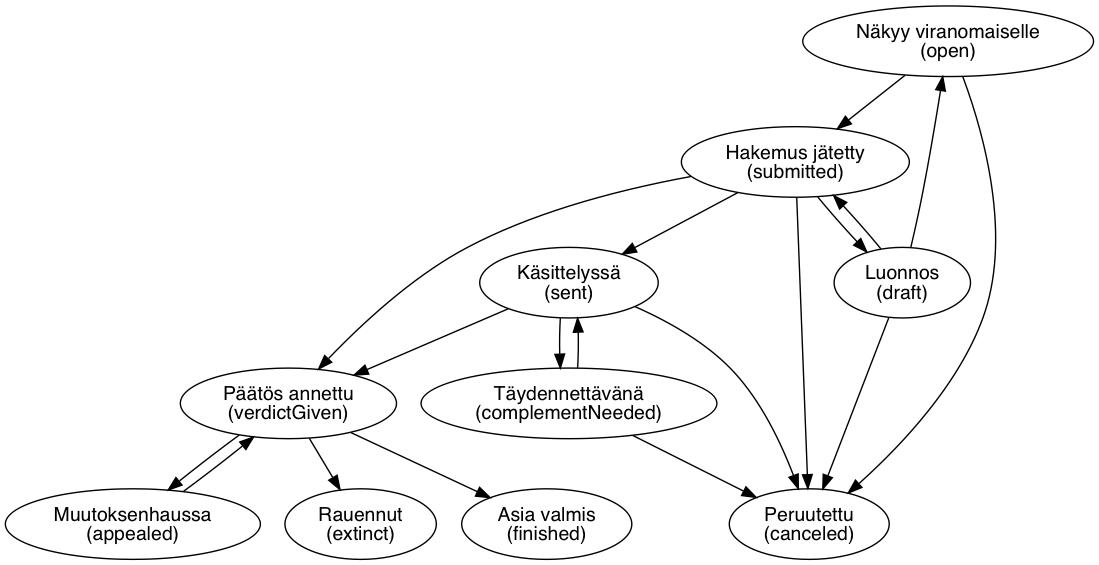 Näkyy viranomaiselle
(open)
Hakemus jätetty
(submitted)
Käsittelyssä
(sent)
Luonnos
(draft)
Päätös annettu
(verdictGiven)
Täydennettävänä
(complementNeeded)
Muutoksenhaussa
(appealed)
Rauennut
(extinct)
Asia valmis
(finished)
Peruutettu
(canceled)